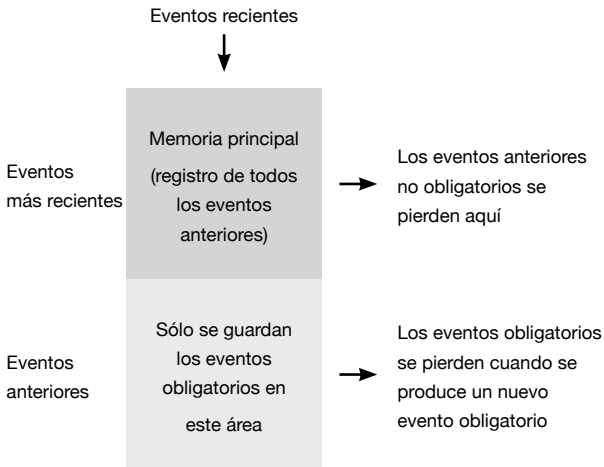 Eventos recientes
Eventos
más recientes
Memoria principal
(registro de todos
los eventos
anteriores)
Los eventos anteriores
no obligatorios se
pierden aquí
Eventos
anteriores
Sólo se guardan
los eventos
obligatorios en
este área
Los eventos obligatorios
se pierden cuando se
produce un nuevo
evento obligatorio